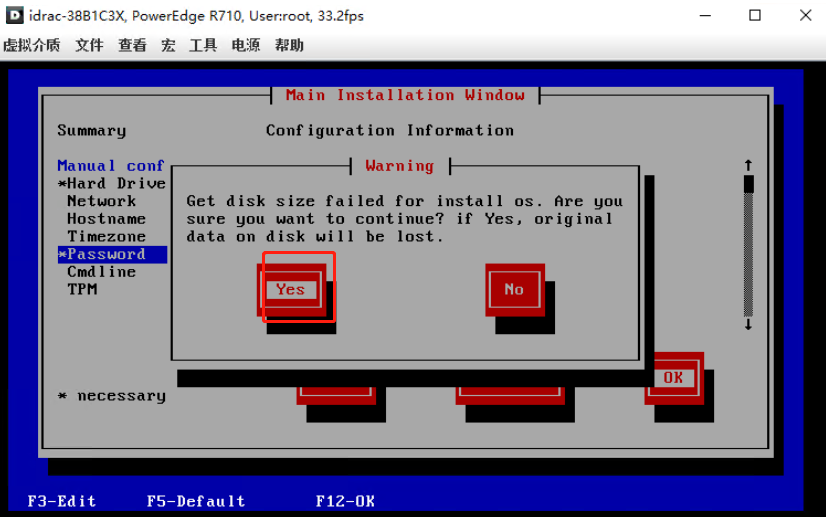 idrac-38B1C3X, PowerEdge R710, User:root, 33.2fps
虚拟介质 文件 查看 宏 工具 电源 帮助
Main Installation Window
Summary Configuration Information
Manual conf
Warning
*Hard Drive
Network
Hostname
Timezone
*Password
Cmdline
TPM
Get disk size failed for install os. Are you
sure you want to continue? if Yes, original
data on disk will be lost.
Yes No
OK
* necessary
F3-Edit F5-Default F12-OK